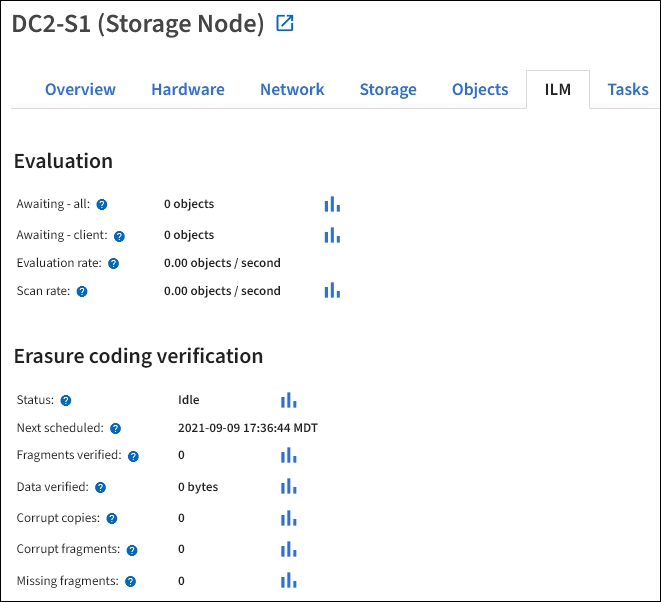 DC2-S1 (Storage Node)
Overview Hardware Network Storage Objects ILM Tasks
Evaluation
Awaiting - all: ? 0 objects
Awaiting - client: ? 0 objects
Evaluation rate: ? 0.00 objects / second
Scan rate: ? 0.00 objects / second
Erasure coding verification
Status: ? Idle
Next scheduled: ? 2021-09-09 17:36:44 MDT
Fragments verified: ? 0
Data verified: ? 0 bytes
Corrupt copies: ? 0
Corrupt fragments: ? 0
Missing fragments: ? 0